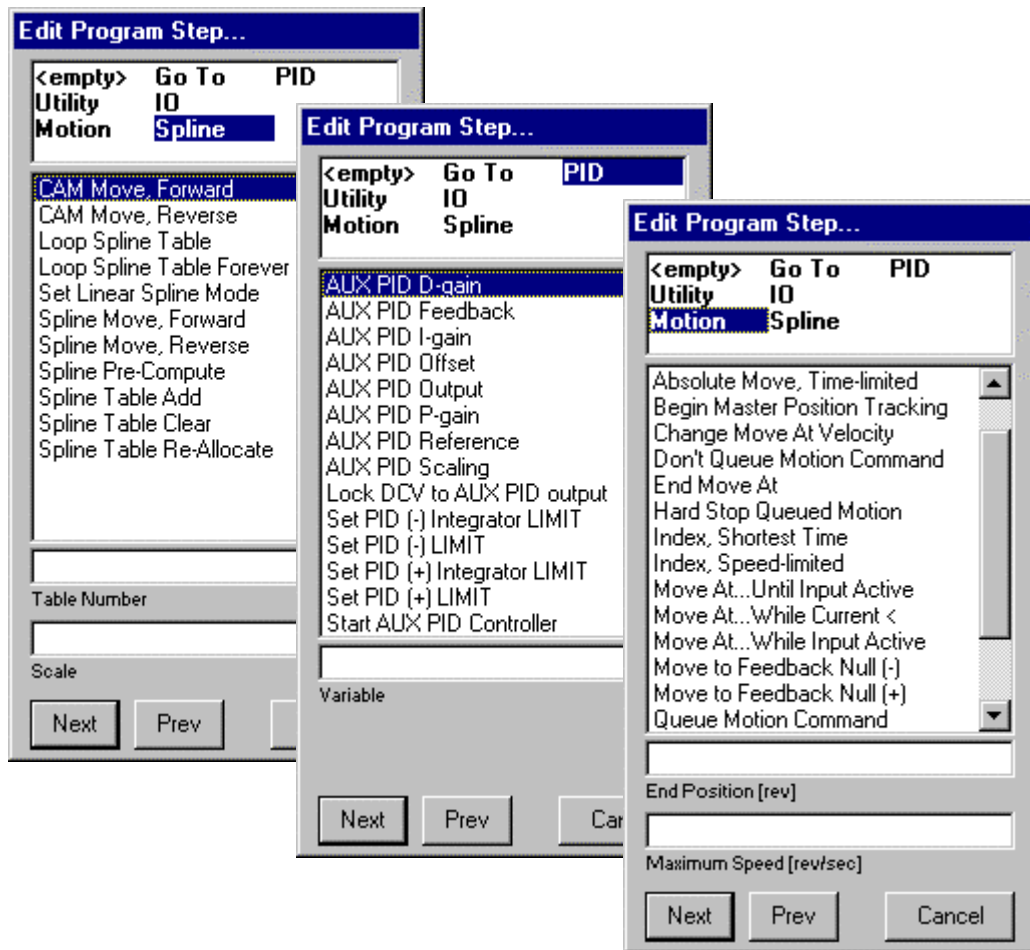 Edit Program Step...
<empty> Go To PID
Utility IO
Motion Spline
CAM Move, Forward
CAM Move, Reverse
Loop Spline Table
Loop Spline Table Forever
Set Linear Spline Mode
Spline Move, Forward
Spline Move, Reverse
Spline Pre-Compute
Spline Table Add
Spline Table Clear
Spline Table Re-Allocate
Table Number
Scale
Next Prev
Edit Program Step...
<empty> Go To PID
Utility IO
Motion Spline
AUX PID D-gain
AUX PID Feedback
AUX PID I-gain
AUX PID Offset
AUX PID Output
AUX PID P-gain
AUX PID Reference
AUX PID Scaling
Lock DCV to AUX PID output
Set PID (-) Integrator LIMIT
Set PID (-) LIMIT
Set PID (+) Integrator LIMIT
Set PID (+) LIMIT
Start AUX PID Controller
Variable
Next Prev Car
Edit Program Step...
<empty> Go To PID
Utility IO
Motion Spline
Absolute Move, Time-limited
Begin Master Position Tracking
Change Move At Velocity
Don't Queue Motion Command
End Move At
Hard Stop Queued Motion
Index, Shortest Time
Index, Speed-limited
Move At...Until Input Active
Move At...While Current <
Move At...While Input Active
Move to Feedback Null (-)
Move to Feedback Null (+)
Queue Motion Command
End Position [rev]
Maximum Speed [rev/sec]
Next Prev Cancel